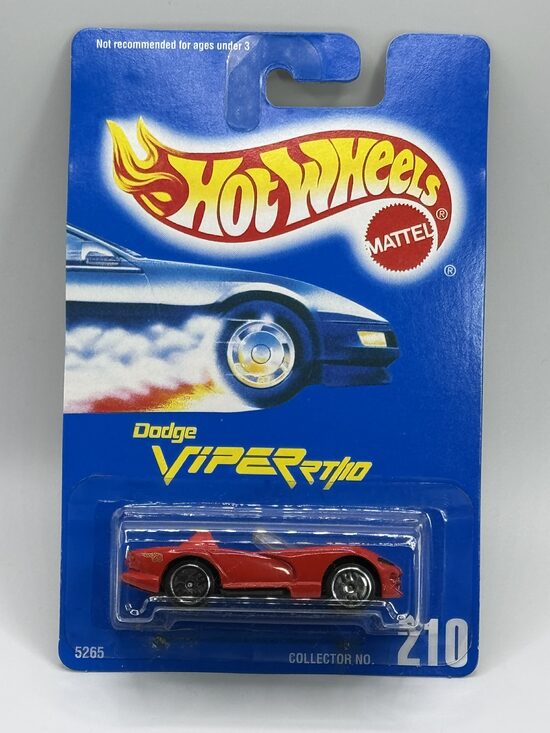 Not recommended for ages under 3
Hot Wheels ®
MATTEL
®
Dodge
VIPER RT/10
5265
COLLECTOR NO. 210